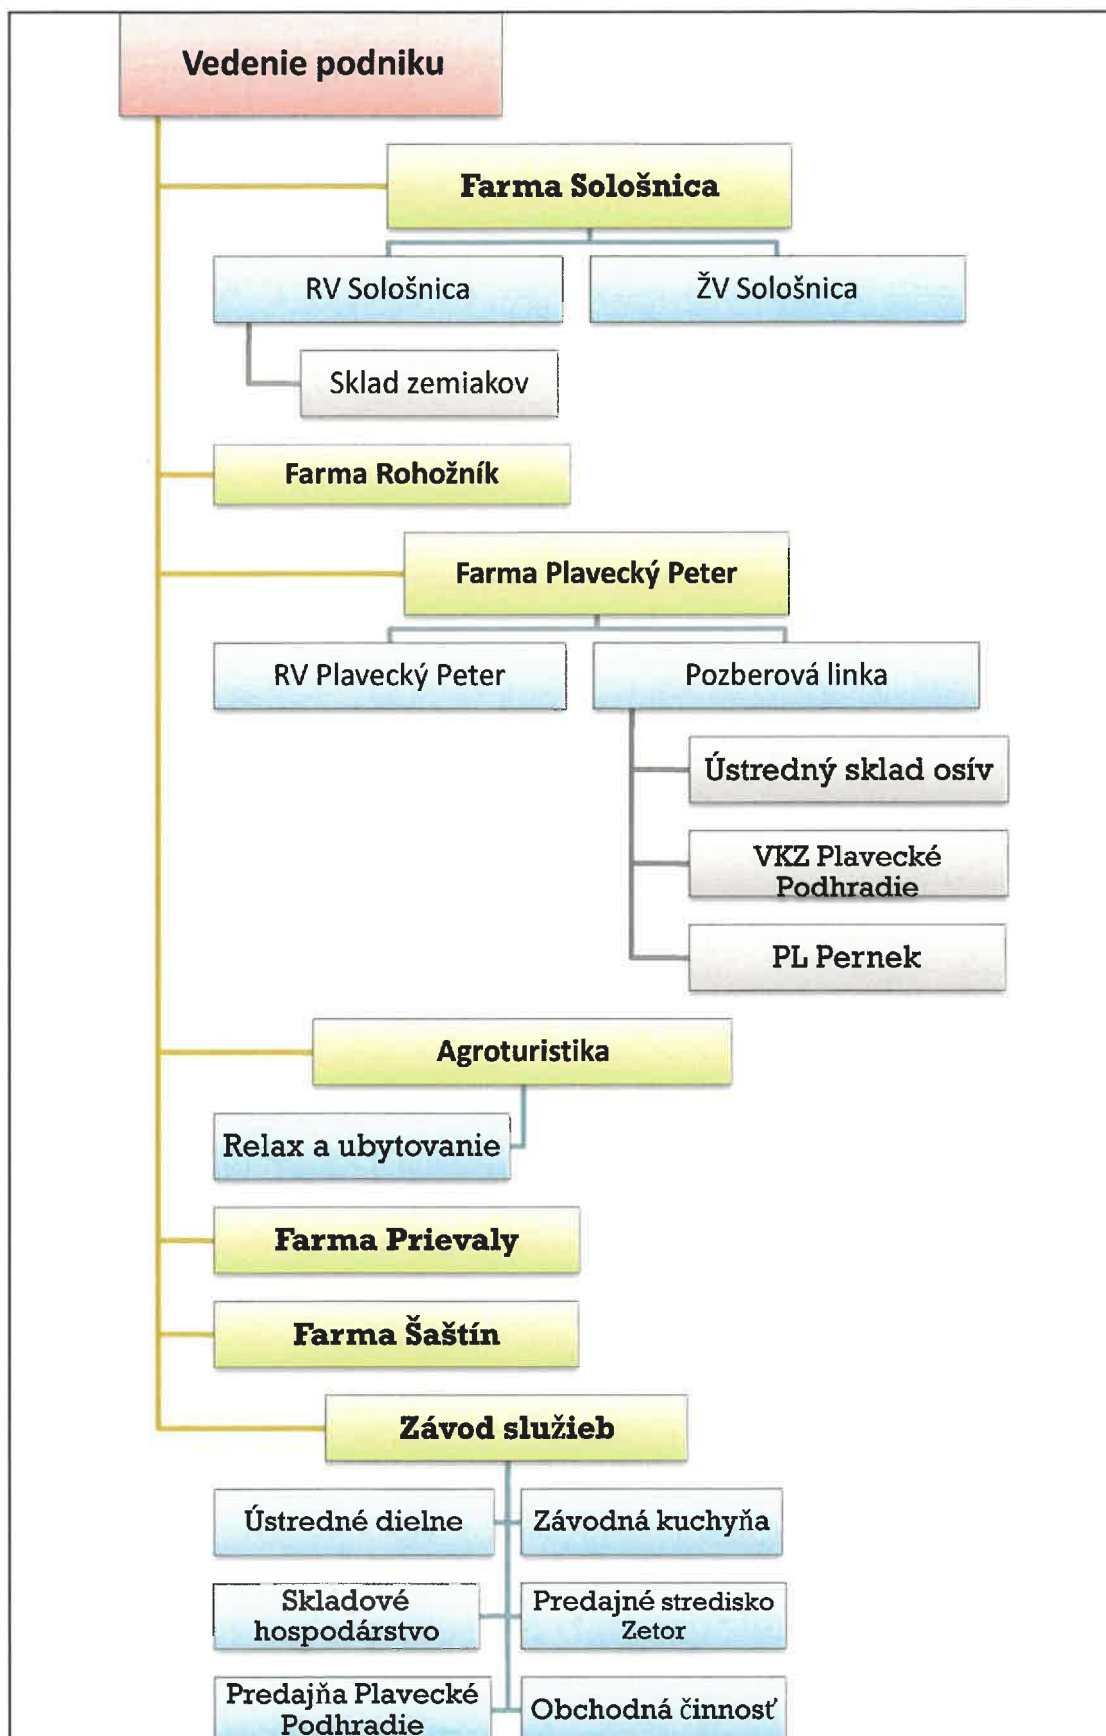 Vedenie podniku
Farma Sološnica
RV Sološnica
ŽV Sološnica
Sklad zemiakov
Farma Rohožník
Farma Plavecký Peter
RV Plavecký Peter
Pozberová linka
Ústredný sklad osív
VKZ Plavecké
Podhradie
PL Pernek
Agroturistika
Relax a ubytovanie
Farma Prievaly
Farma Šaštín
Závod služieb
Ústredné dielne
Závodná kuchyňa
Skladové
hospodárstvo
Predajné stredisko
Zetor
Predajňa Plavecké
Podhradie
Obchodná činnosť